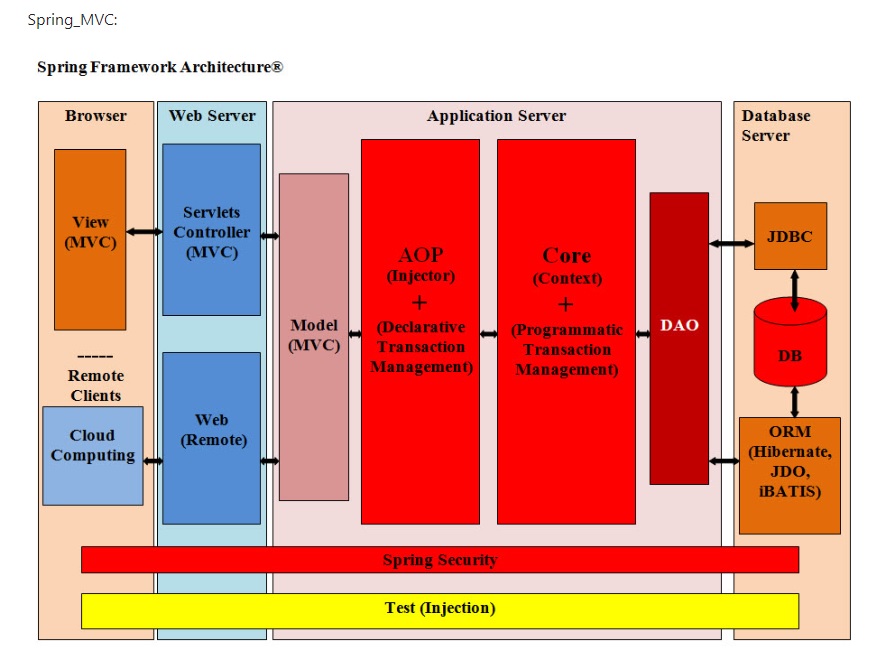 Spring_MVC:
Spring Framework Architecture®
Browser
View
(MVC)
-----
Remote
Clients
Cloud
Computing
Web Server
Servlets
Controller
(MVC)
Web
(Remote)
Application Server
Model
(MVC)
AOP
(Injector)
+
(Declarative
Transaction
Management)
Core
(Context)
+
(Programmatic
Transaction
Management)
DAO
Database
Server
JDBC
DB
ORM
(Hibernate,
JDO,
iBATIS)
Spring Security
Test (Injection)